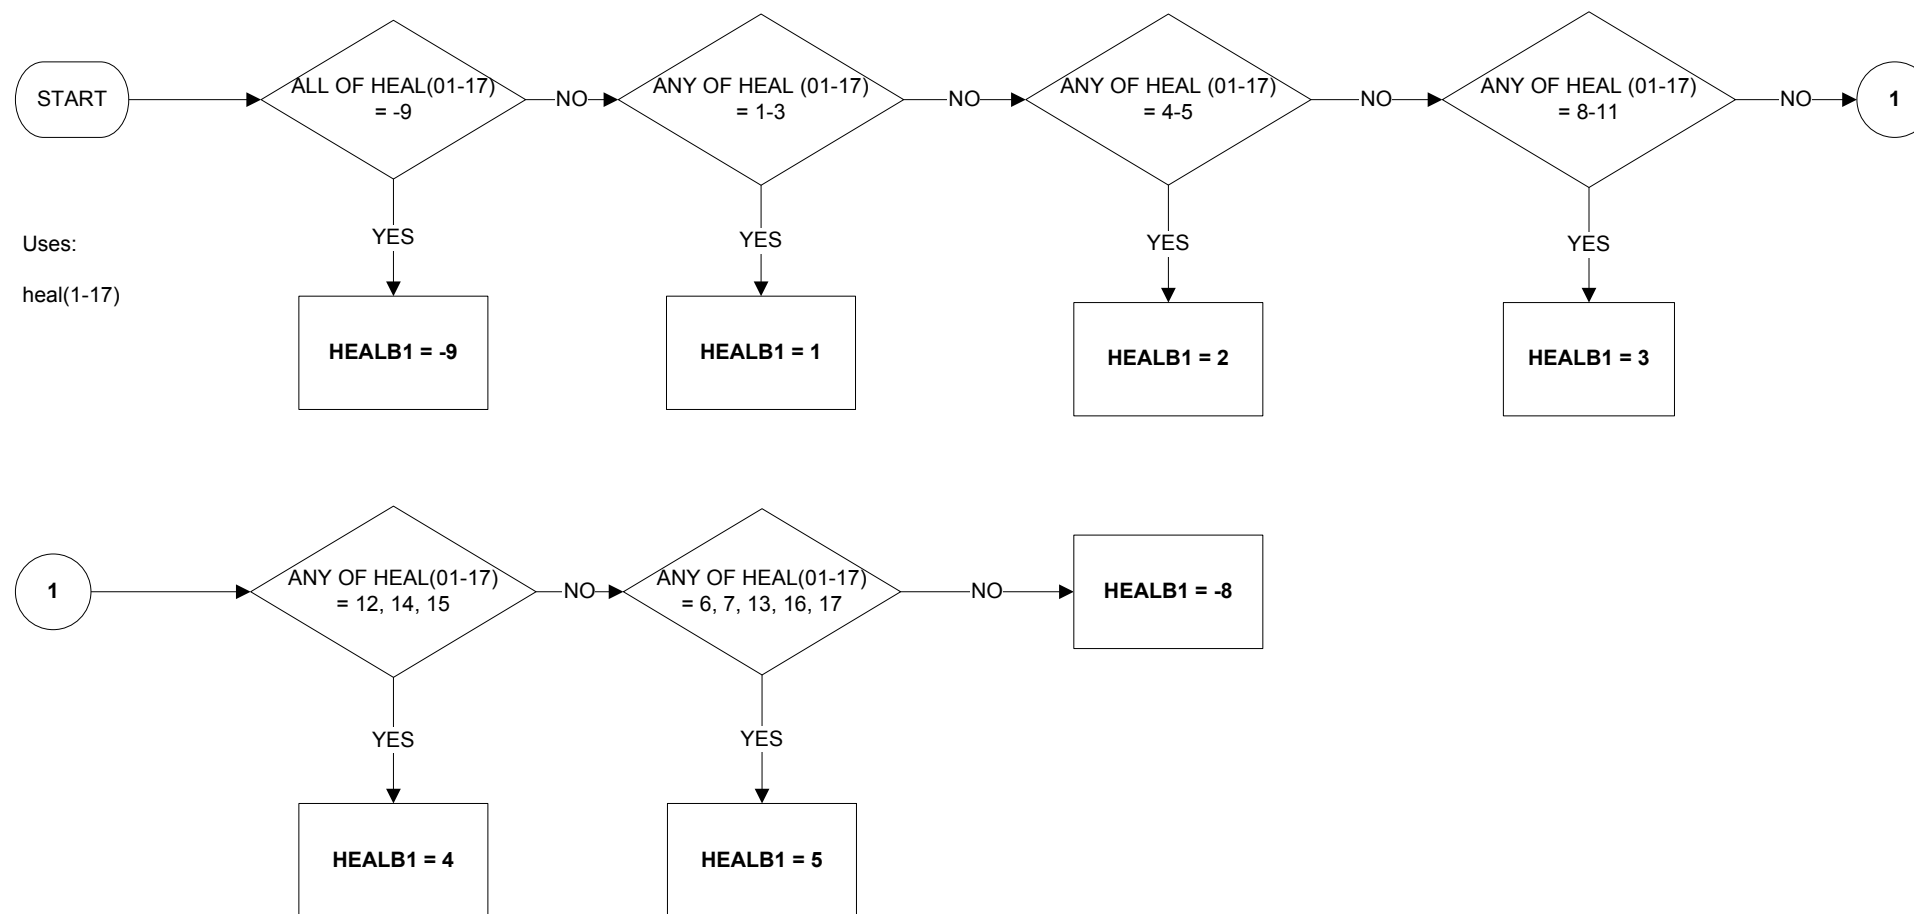 START
ALL OF HEAL(01-17)
= -9
NO
ANY OF HEAL (01-17)
= 1-3
NO
ANY OF HEAL (01-17)
= 4-5
NO
ANY OF HEAL (01-17)
= 8-11
NO
1
YES
YES
YES
YES
Uses:
heal(1-17)
HEALB1 = -9
HEALB1 = 1
HEALB1 = 2
HEALB1 = 3
1
ANY OF HEAL(01-17)
= 12, 14, 15
NO
ANY OF HEAL(01-17)
= 6, 7, 13, 16, 17
NO
HEALB1 = -8
YES
YES
HEALB1 = 4
HEALB1 = 5